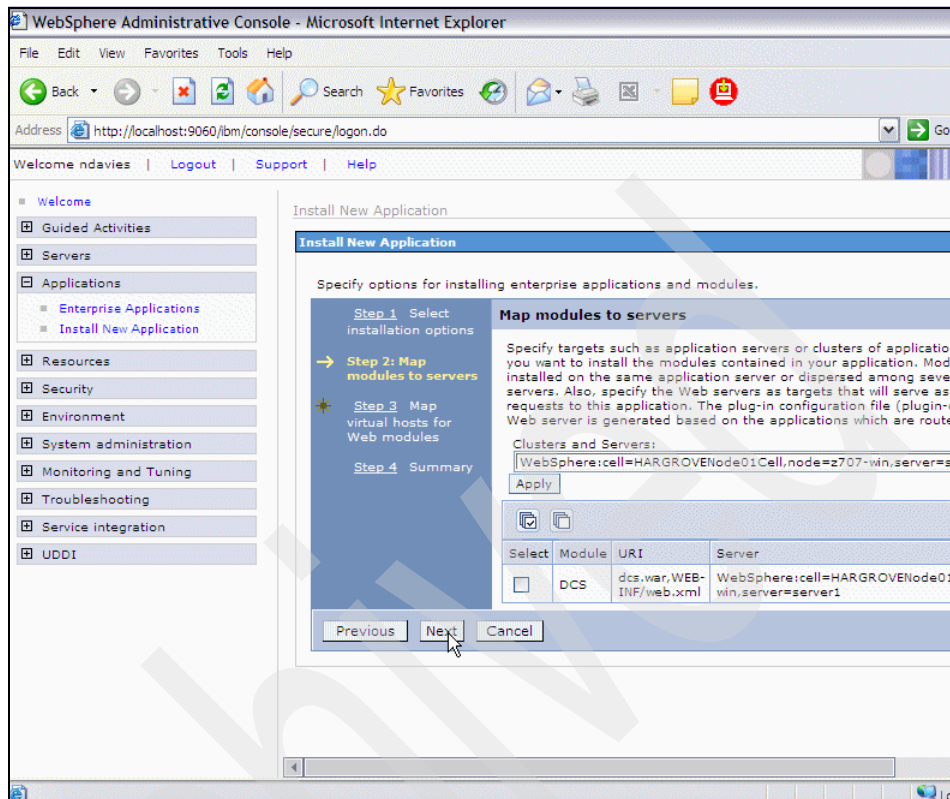 WebSphere Administrative Console - Microsoft Internet Explorer
File Edit View Favorites Tools Help
Back Search Favorites
Address http://localhost:9060/ibm/console/secure/logon.do Go
Welcome ndavies | Logout | Support | Help
Welcome
Guided Activities
Servers
Applications
Enterprise Applications
Install New Application
Resources
Security
Environment
System administration
Monitoring and Tuning
Troubleshooting
Service integration
UDDI
Install New Application
Install New Application
Specify options for installing enterprise applications and modules.
Step 1 Select
installation options
Step 2: Map
modules to servers
Step 3 Map
virtual hosts for
Web modules
Step 4 Summary
Map modules to servers
Specify targets such as application servers or clusters of applicatio
you want to install the modules contained in your application. Mod
installed on the same application server or dispersed among seve
servers. Also, specify the Web servers as targets that will serve as
requests to this application. The plug-in configuration file (plugin-
Web server is generated based on the applications which are route
Clusters and Servers:
WebSphere:cell=HARGROVENode01Cell,node=z707-win,server=s
Apply
Select Module URI Server
DCS dcs.war,WEB-INF/web.xml WebSphere:cell=HARGROVENode01
win,server=server1
Previous Next Cancel